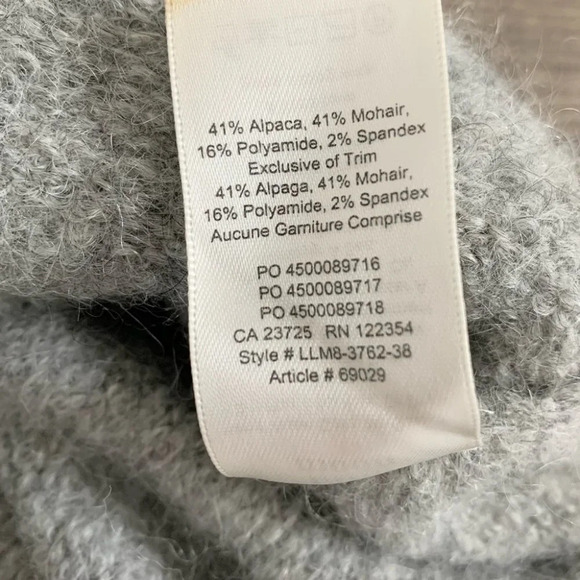 41% Alpaca, 41% Mohair,
16% Polyamide, 2% Spandex
Exclusive of Trim
41% Alpaga, 41% Mohair,
16% Polyamide, 2% Spandex
Aucune Garniture Comprise
PO 4500089716
PO 4500089717
PO 4500089718
CA 23725 RN 122354
Style # LLM8-3762-38
Article # 69029